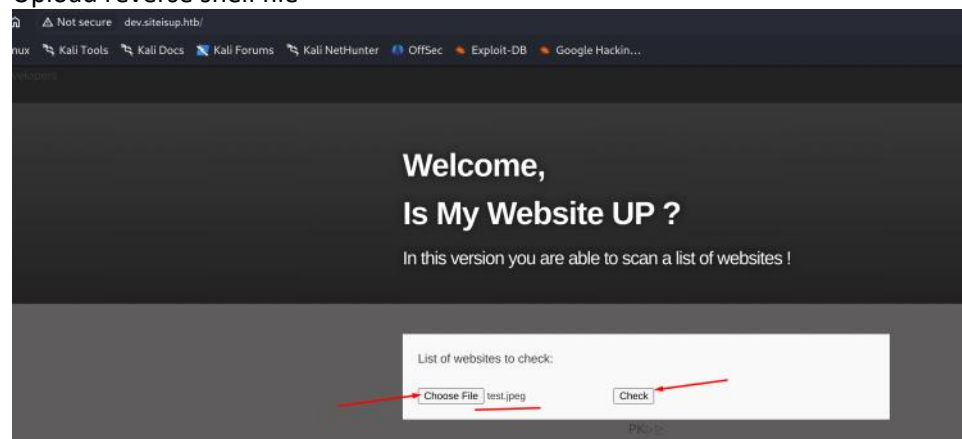 Upload reverse shell file
Not secure dev.siteisup.htb/
nux Kali Tools Kali Docs Kali Forums Kali NetHunter OffSec Exploit-DB Google Hackin...
velopers
Welcome,
Is My Website UP ?
In this version you are able to scan a list of websites !
List of websites to check:
Choose File test.jpeg Check